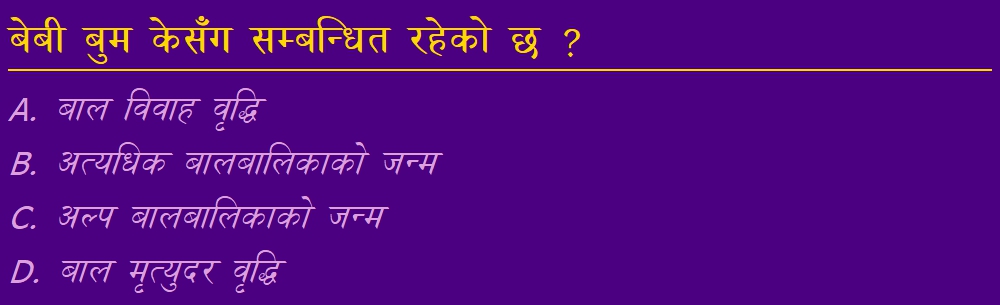 बेबी बुम केसँग सम्बन्धित रहेको छ ?
A. बाल विवाह वृद्धि
B. अत्यधिक बालबालिकाको जन्म
C. अल्प बालबालिकाको जन्म
D. बाल मृत्युदर वृद्धि